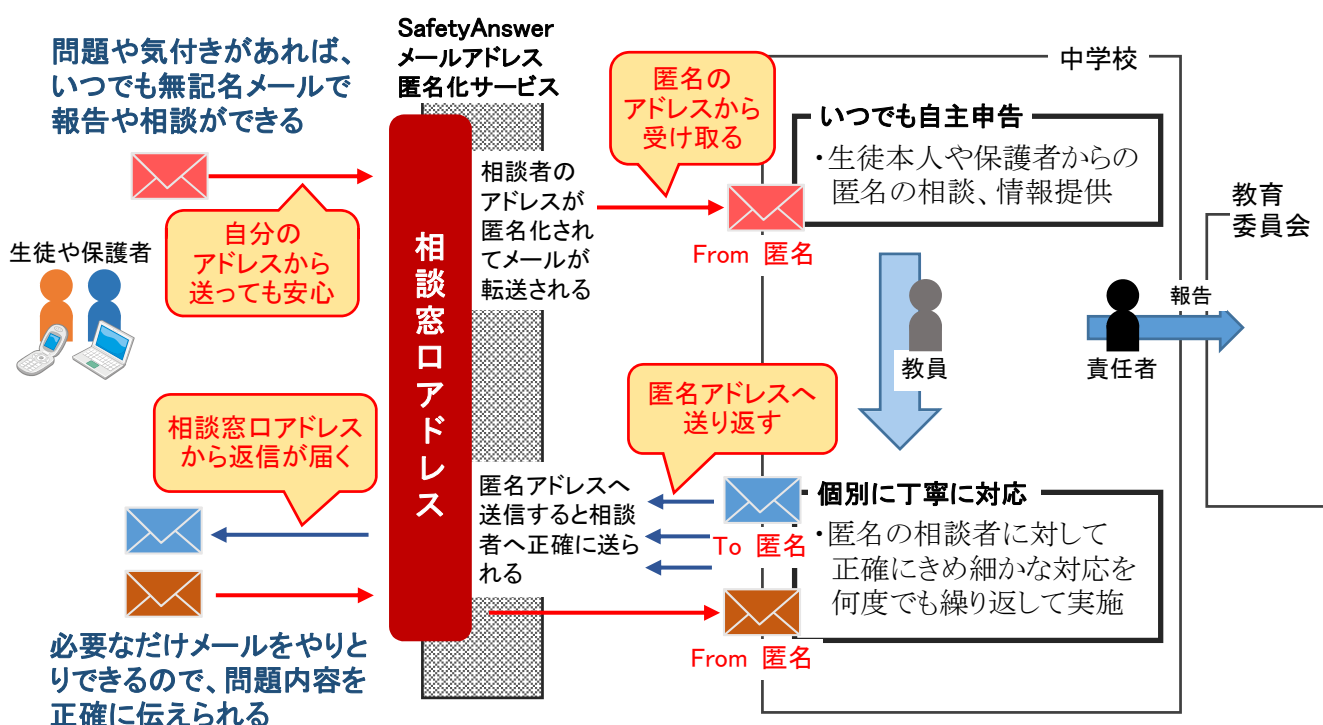 問題や気付きがあれば、
いつでも無記名メールで
報告や相談ができる
SafetyAnswer
メールアドレス
匿名化サービス
匿名の
アドレスから
受け取る
中学校
いつでも自主申告
・生徒本人や保護者からの
匿名の相談、情報提供
相談者の
アドレスが
匿名化され
てメールが
転送される
自分の
アドレスから
送っても安心
生徒や保護者
相談窓口アドレス
From 匿名
教育
委員会
報告
教員
責任者
匿名アドレスへ
送り返す
相談窓口アドレス
から返信が届く
匿名アドレスへ
送信すると相談
者へ正確に送ら
れる
To 匿名
個別に丁寧に対応
・匿名の相談者に対して
正確にきめ細かな対応を
何度でも繰り返して実施
From 匿名
必要なだけメールをやりと
りできるので、問題内容を
正確に伝えられる